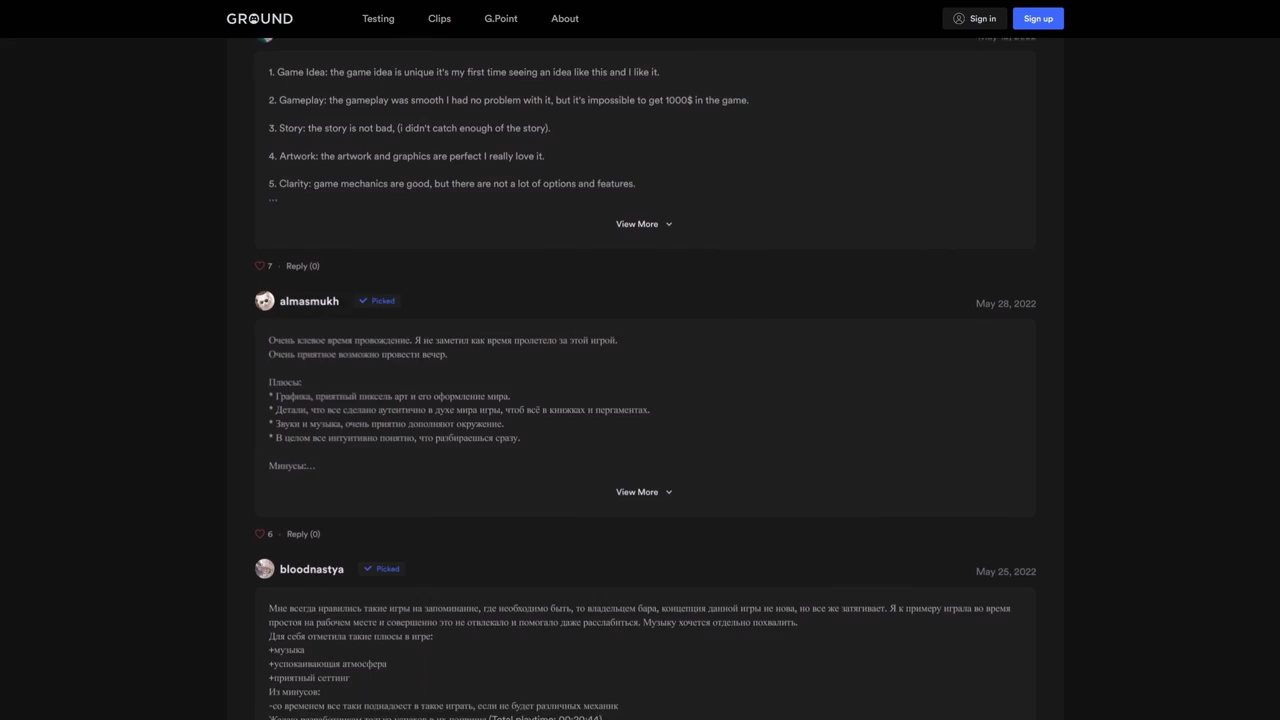 GROUND
Testing
Clips
G.Point
About
Sign in
Sign up
1. Game Idea: the game idea is unique it's my first time seeing an idea like this and I like it.
2. Gameplay: the gameplay was smooth I had no problem with it, but it's impossible to get 1000$ in the game.
3. Story: the story is not bad, (i didn't catch enough of the story).
4. Artwork: the artwork and graphics are perfect I really love it.
5. Clarity: game mechanics are good, but there are not a lot of options and features.
...
View More
7 · Reply (0)
almasmukh
Picked
May 28, 2022
Очень клевое время провождение. Я не заметил как время пролетело за этой игрой.
Очень приятное возможно провести вечер.
Плюсы:
* Графика, приятный пиксель арт и его оформление мира.
* Детали, что все сделано аутентично в духе мира игры, чтоб всё в книжках и пергаментах.
* Звуки и музыка, очень приятно дополняют окружение.
* В целом все интуитивно понятно, что разбираешься сразу.
Минусы:...
View More
6 · Reply (0)
bloodnastya
Picked
May 25, 2022
Мне всегда нравились такие игры на запоминание, где необходимо быть, то владельцем бара, концепция данной игры не нова, но все же затягивает. Я к примеру играла во время
простоя на рабочем месте и совершенно это не отвлекало и помогало даже расслабиться. Музыку хочется отдельно похвалить.
Для себя отметила такие плюсы в игре:
+музыка
+успокаивающая атмосфера
+приятный сеттинг
Из минусов:
-со временем все таки поднадоест в такое играть, если не будет различных механик